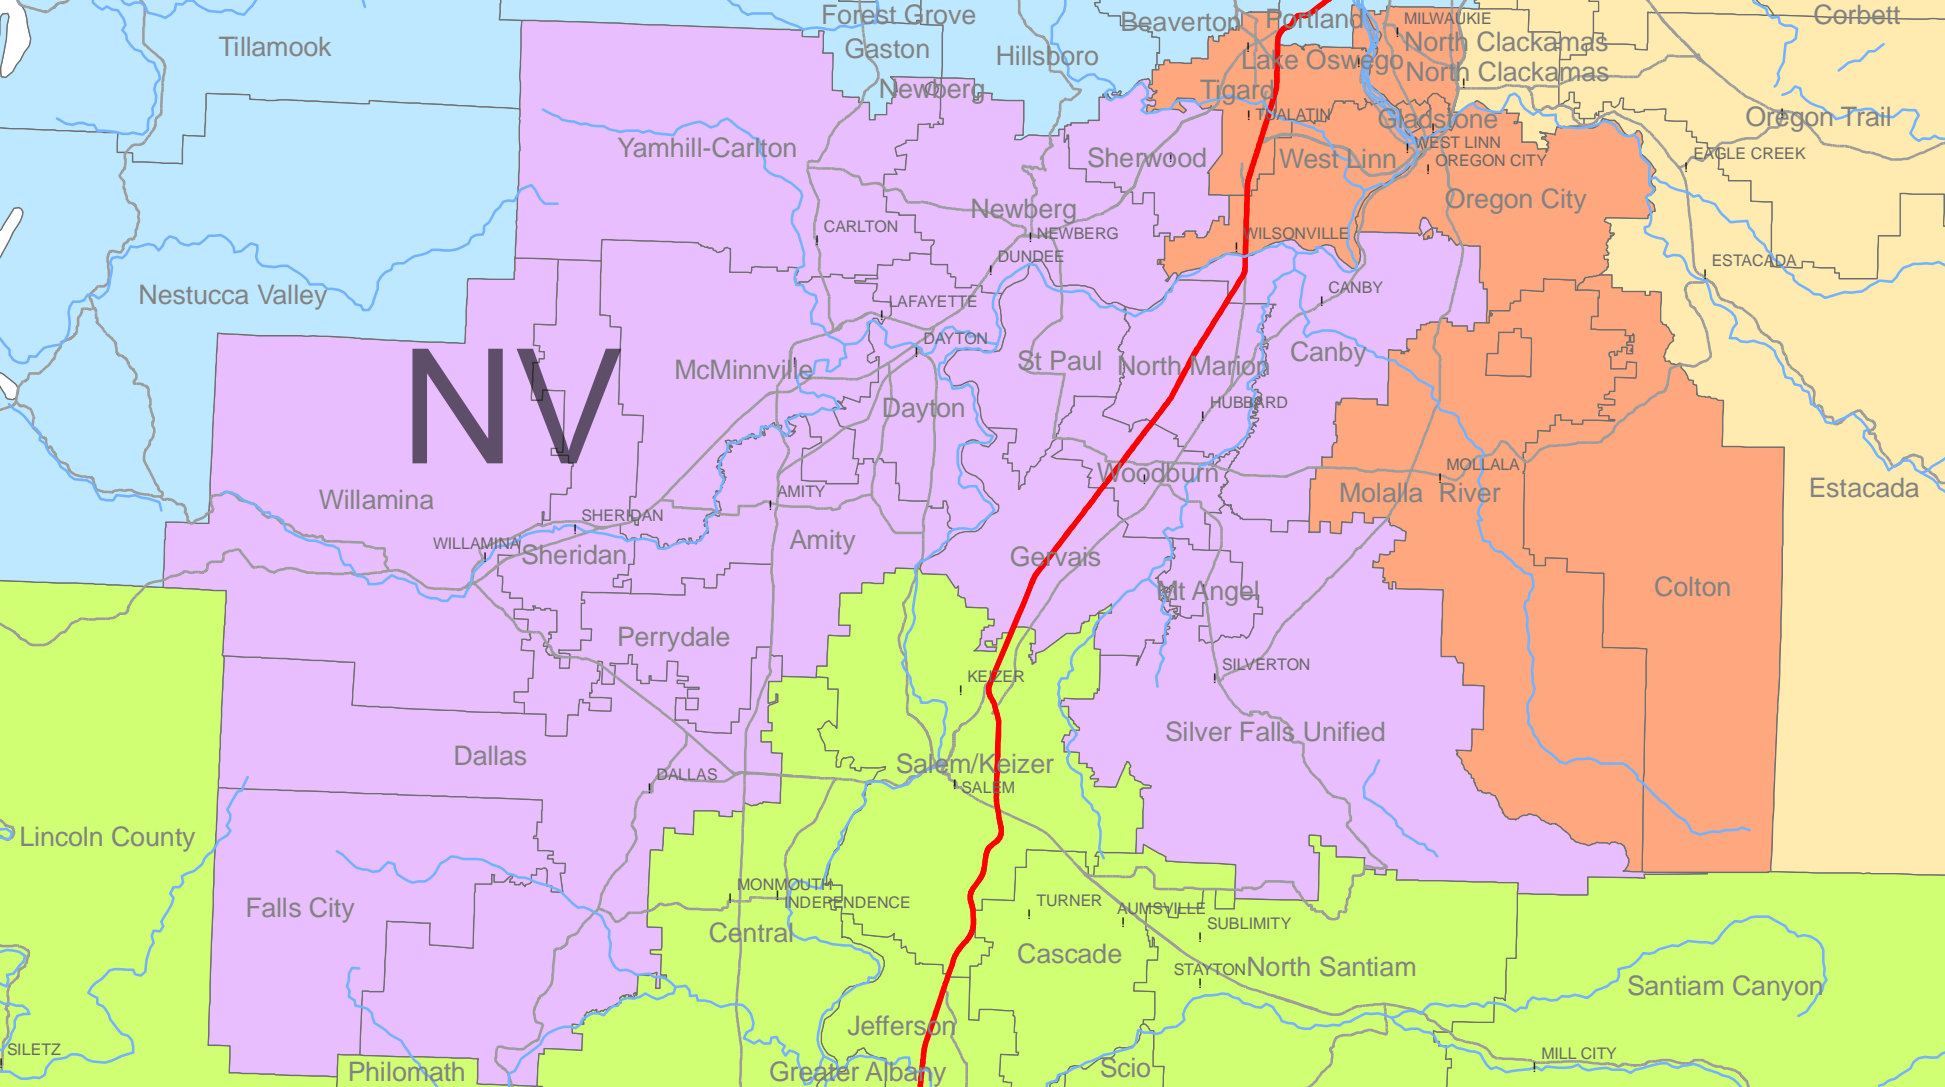 Forest Grove
Beaverton
Portland
MILWAUKIE
Corbett
Tillamook
Gaston
Hillsboro
North Clackamas
Lake Oswego
North Clackamas
Newberg
Tigard
TUALATIN
Gladstone
Oregon Trail
Yamhill-Carlton
Sherwood
West Linn
WEST LINN
OREGON CITY
EAGLE CREEK
Newberg
Oregon City
CARLTON
NEWBERG
WILSONVILLE
DUNDEE
ESTACADA
Nestucca Valley
LAFAYETTE
CANBY
DAYTON
NV
McMinnville
St Paul
North Marion
Canby
Dayton
HUBBARD
Woodburn
MOLLALA
Willamina
AMITY
Molalla River
Estacada
SHERIDAN
WILLAMINA
Sheridan
Amity
Gervais
Mt Angel
Colton
Perrydale
SILVERTON
KEIZER
Silver Falls Unified
Dallas
DALLAS
Salem/Keizer
SALEM
Lincoln County
MONMOUTH
INDEPENDENCE
TURNER
AUMSVILLE
SUBLIMITY
Falls City
Central
Cascade
STAYTON
North Santiam
Santiam Canyon
Jefferson
SILETZ
MILL CITY
Philomath
Greater Albany
Scio